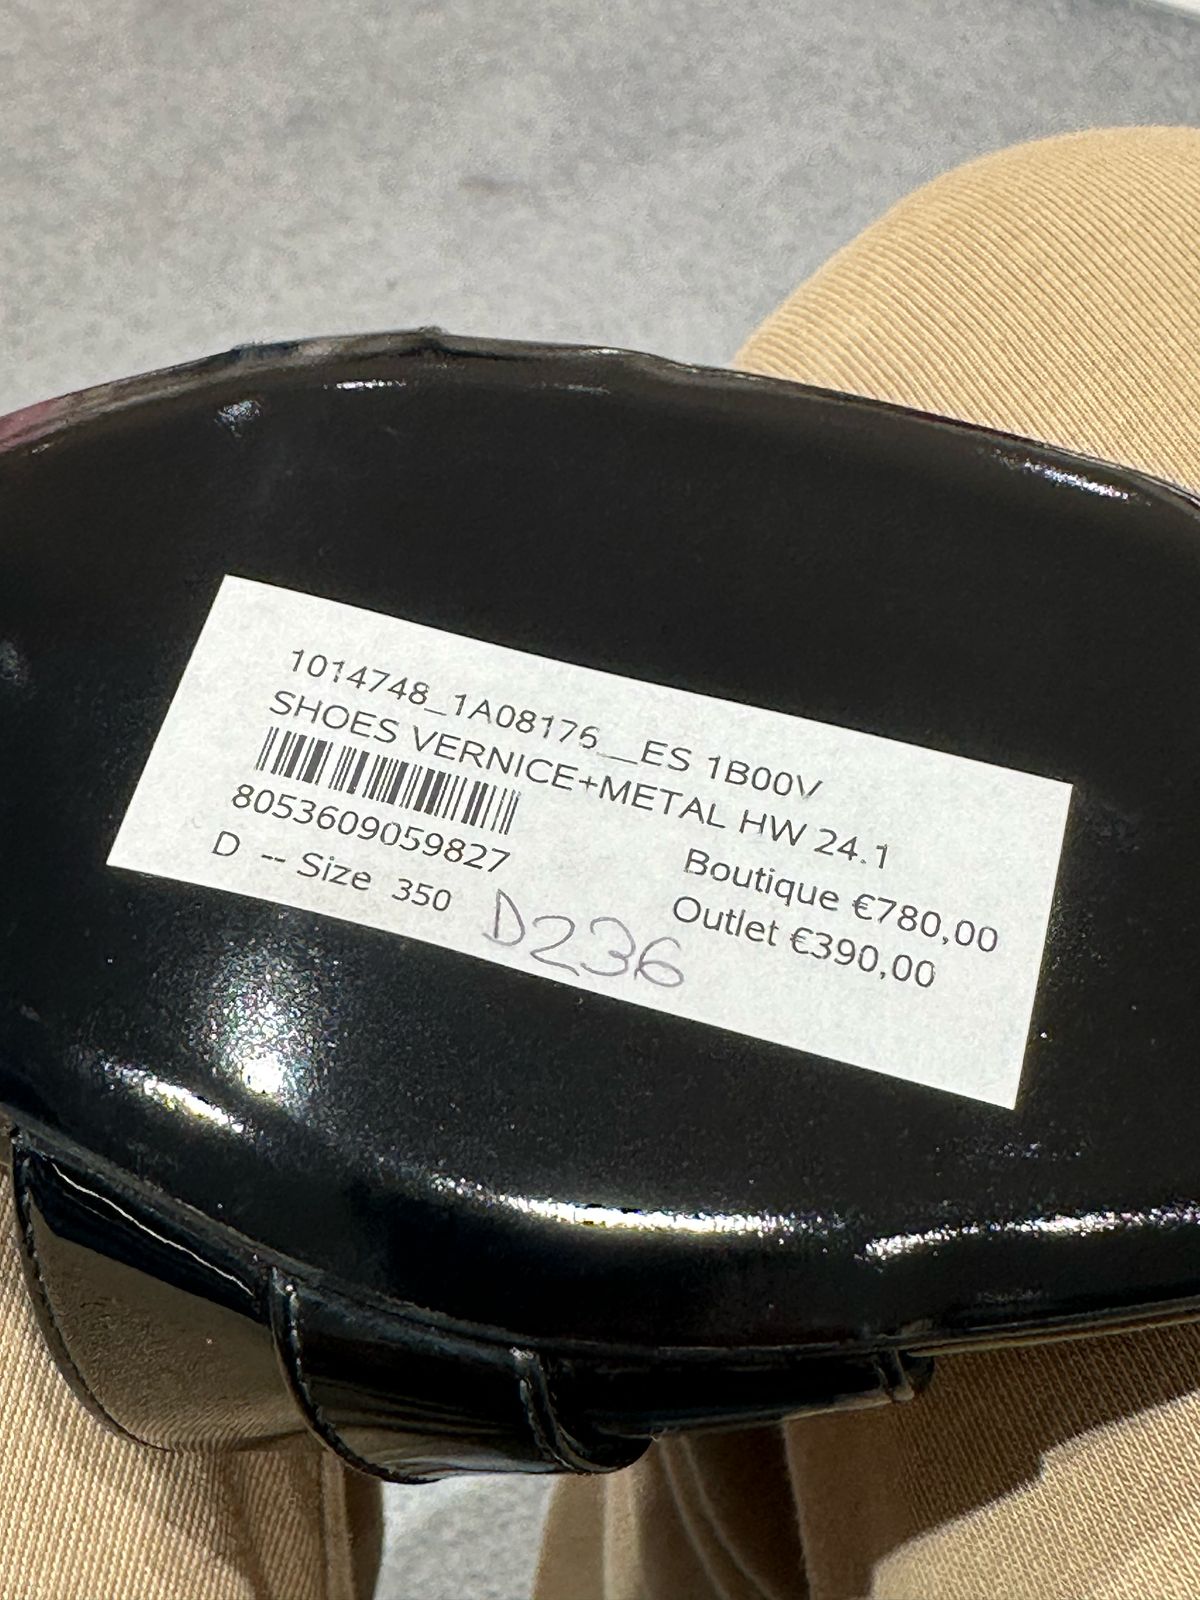 1014748_1A08176__ES 1B00V
SHOES VERNICE+METAL HW 24.1
8053609059827
D -- Size 350
Boutique €780,00
Outlet €390,00
D236